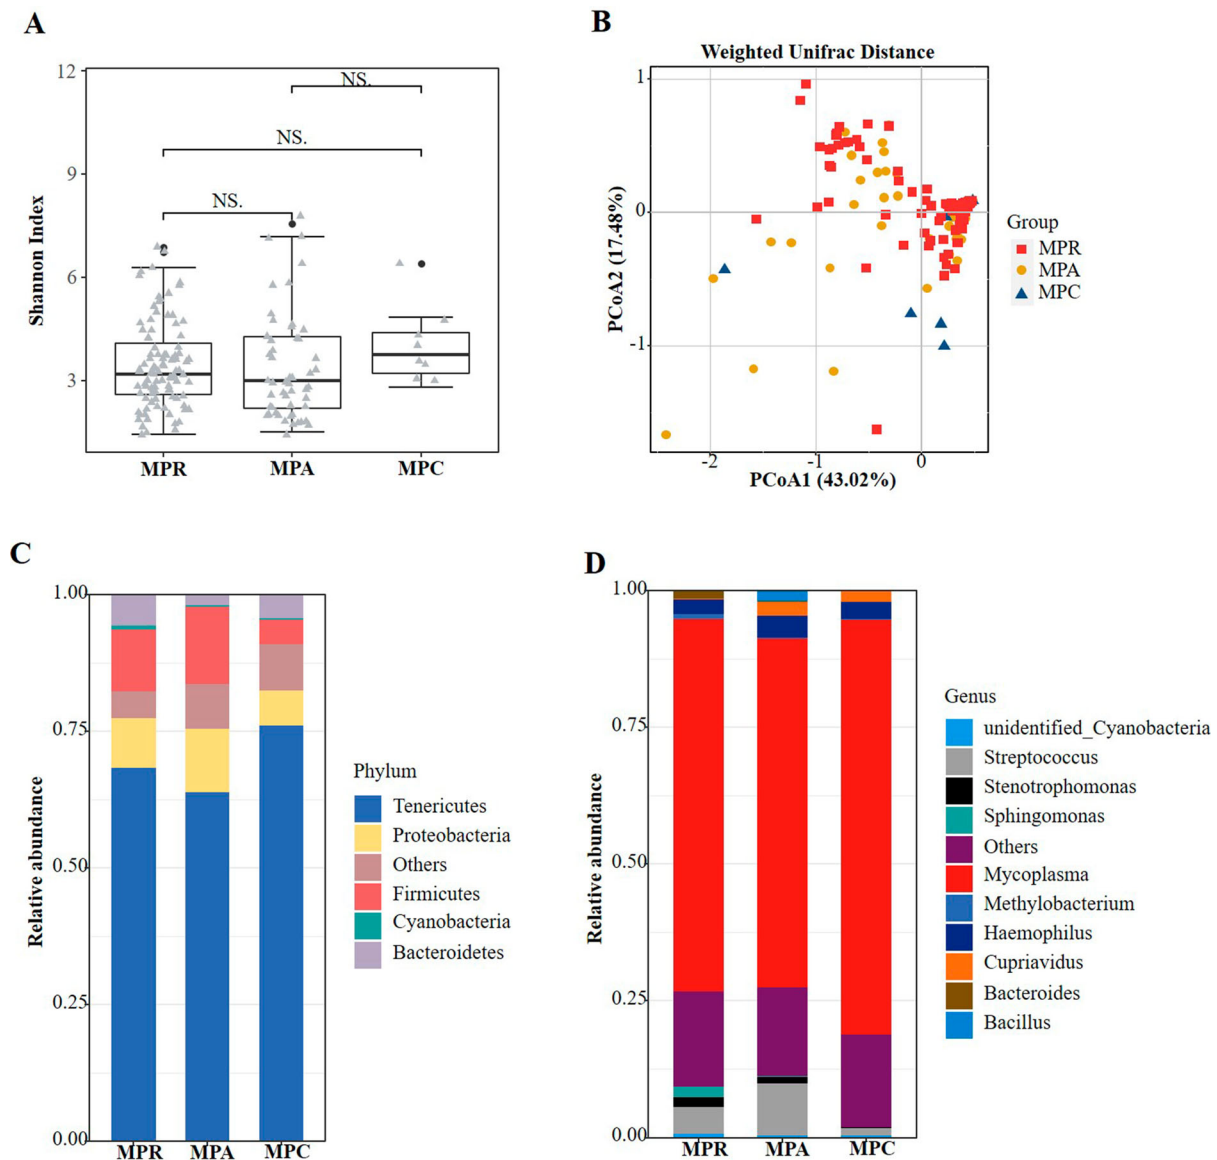 A
12
9
6
3
Shannon Index
NS.
NS.
NS.
MPR
MPA
MPC
B
Weighted Unifrac Distance
1
0
-1
PCoA2 (17.48%)
-2
-1
0
PCoA1 (43.02%)
Group
MPR
MPA
MPC
C
1.00
0.75
0.50
0.25
0.00
Relative abundance
MPR
MPA
MPC
Phylum
Tenericutes
Proteobacteria
Others
Firmicutes
Cyanobacteria
Bacteroidetes
D
1.00
0.75
0.50
0.25
0.00
Relative abundance
MPR
MPA
MPC
Genus
unidentified_Cyanobacteria
Streptococcus
Stenotrophomonas
Sphingomonas
Others
Mycoplasma
Methylobacterium
Haemophilus
Cupriavidus
Bacteroides
Bacillus